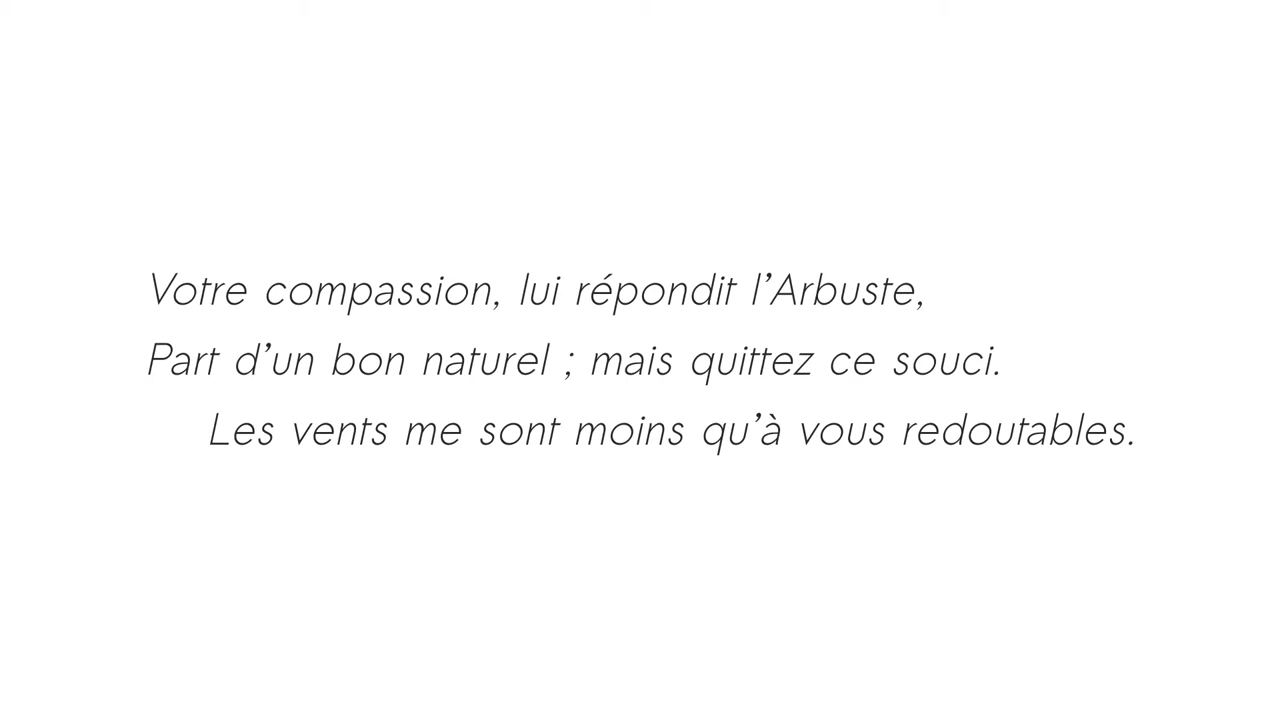 Votre compassion, lui répondit l’Arbuste,
Part d’un bon naturel ; mais quittez ce souci.
Les vents me sont moins qu’à vous redoutables.